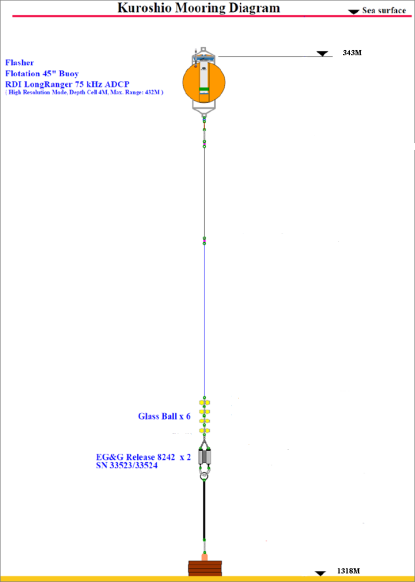 Kuroshio Mooring Diagram
Sea surface
343M
Flasher
Flotation 45" Buoy
RDI LongRanger 75 kHz ADCP
( High Resolution Mode, Depth Cell 4M, Max. Range: 432M )
Glass Ball x 6
EG&G Release 8242 x 2
SN 33523/33524
1318M